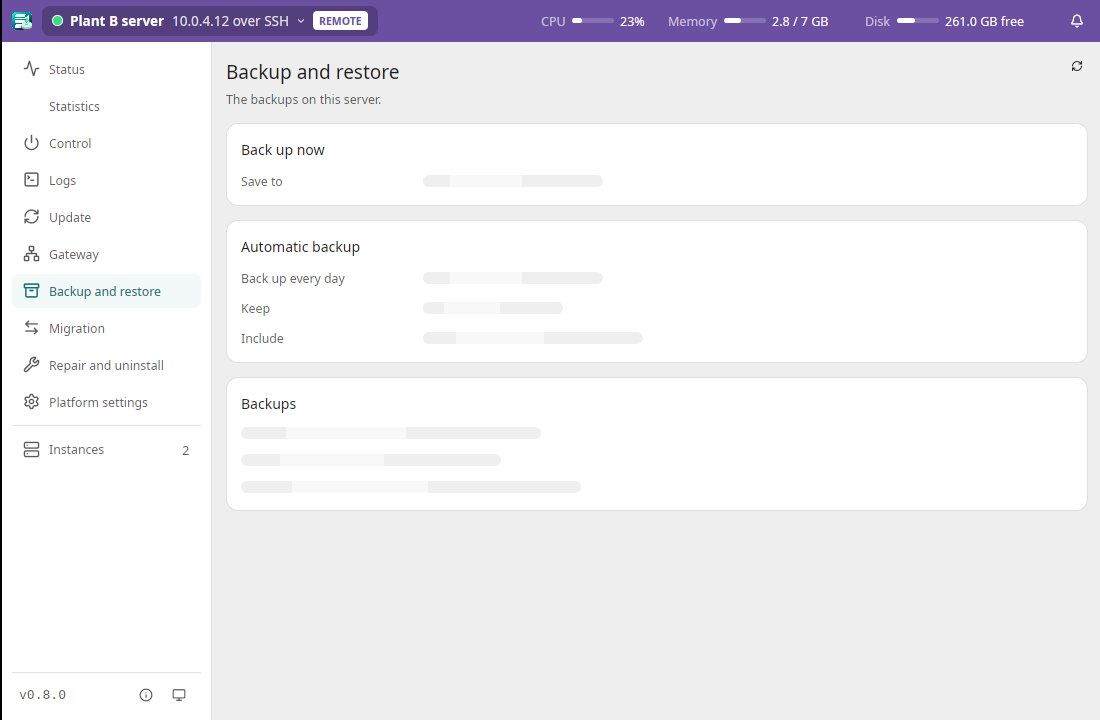 Plant B server 10.0.4.12 over SSH REMOTE CPU 23% Memory 2.8 / 7 GB Disk 261.0 GB free
Status
Statistics
Control
Logs
Update
Gateway
Backup and restore
Migration
Repair and uninstall
Platform settings
Instances 2
v0.8.0
Backup and restore
The backups on this server.
Back up now
Save to
Automatic backup
Back up every day
Keep
Include
Backups